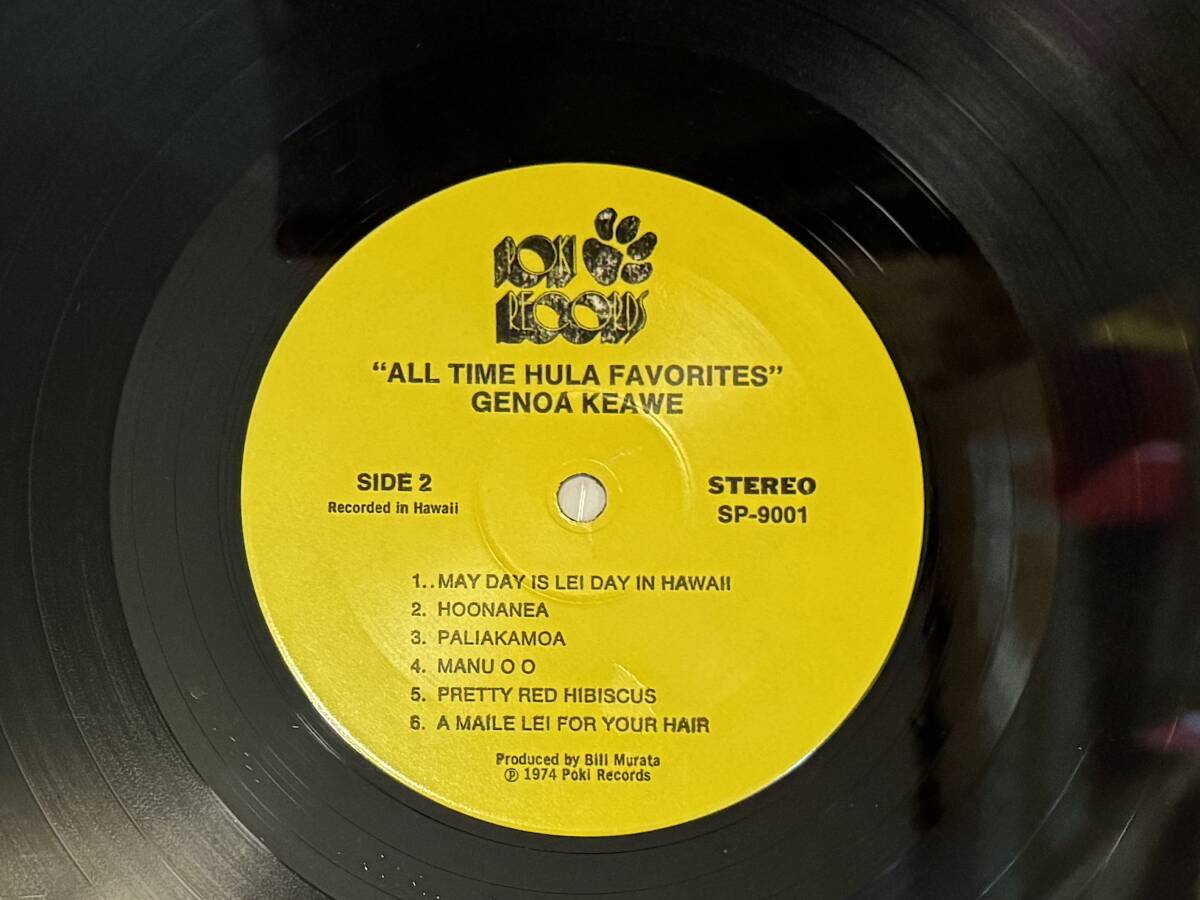 POKI
RECORDS
“ALL TIME HULA FAVORITES”
GENOA KEAWE
SIDE 2
Recorded in Hawaii
STEREO
SP-9001
1.. MAY DAY IS LEI DAY IN HAWAII
2. HOONANEA
3. PALIAKAMOA
4. MANU O O
5. PRETTY RED HIBISCUS
6. A MAILE LEI FOR YOUR HAIR
Produced by Bill Murata
℗ 1974 Poki Records